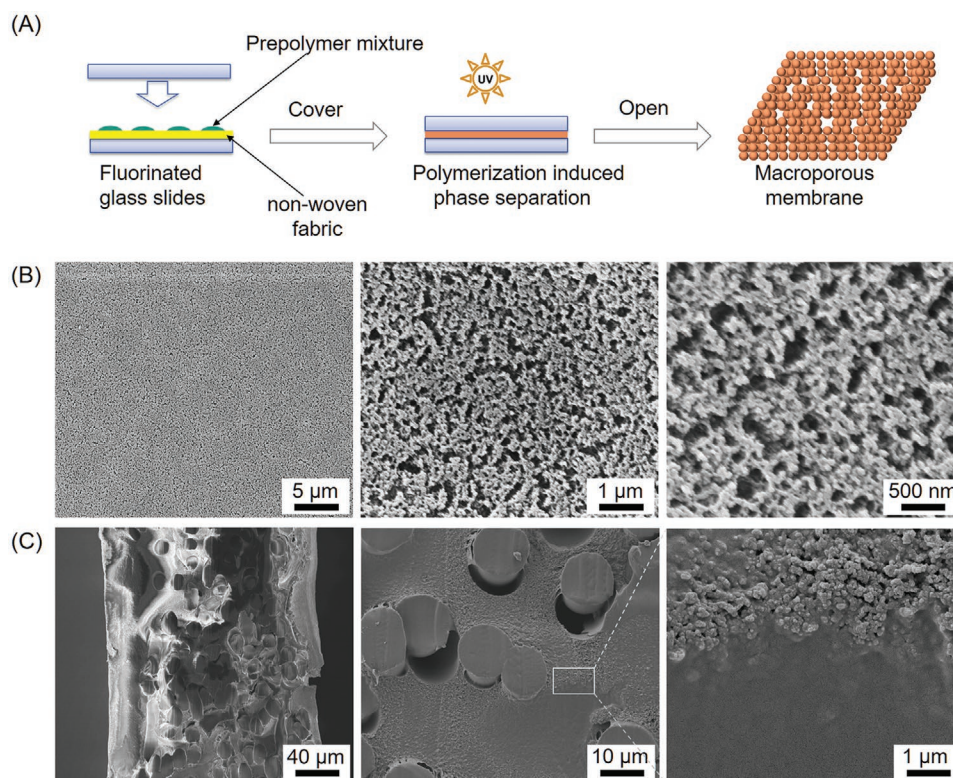 (A)
Prepolymer mixture
UV
Cover
Open
Fluorinated
glass slides
non-woven
fabric
Polymerization induced
phase separation
Macroporous
membrane
(B)
5 µm
1 µm
500 nm
(C)
40 µm
10 µm
1 µm